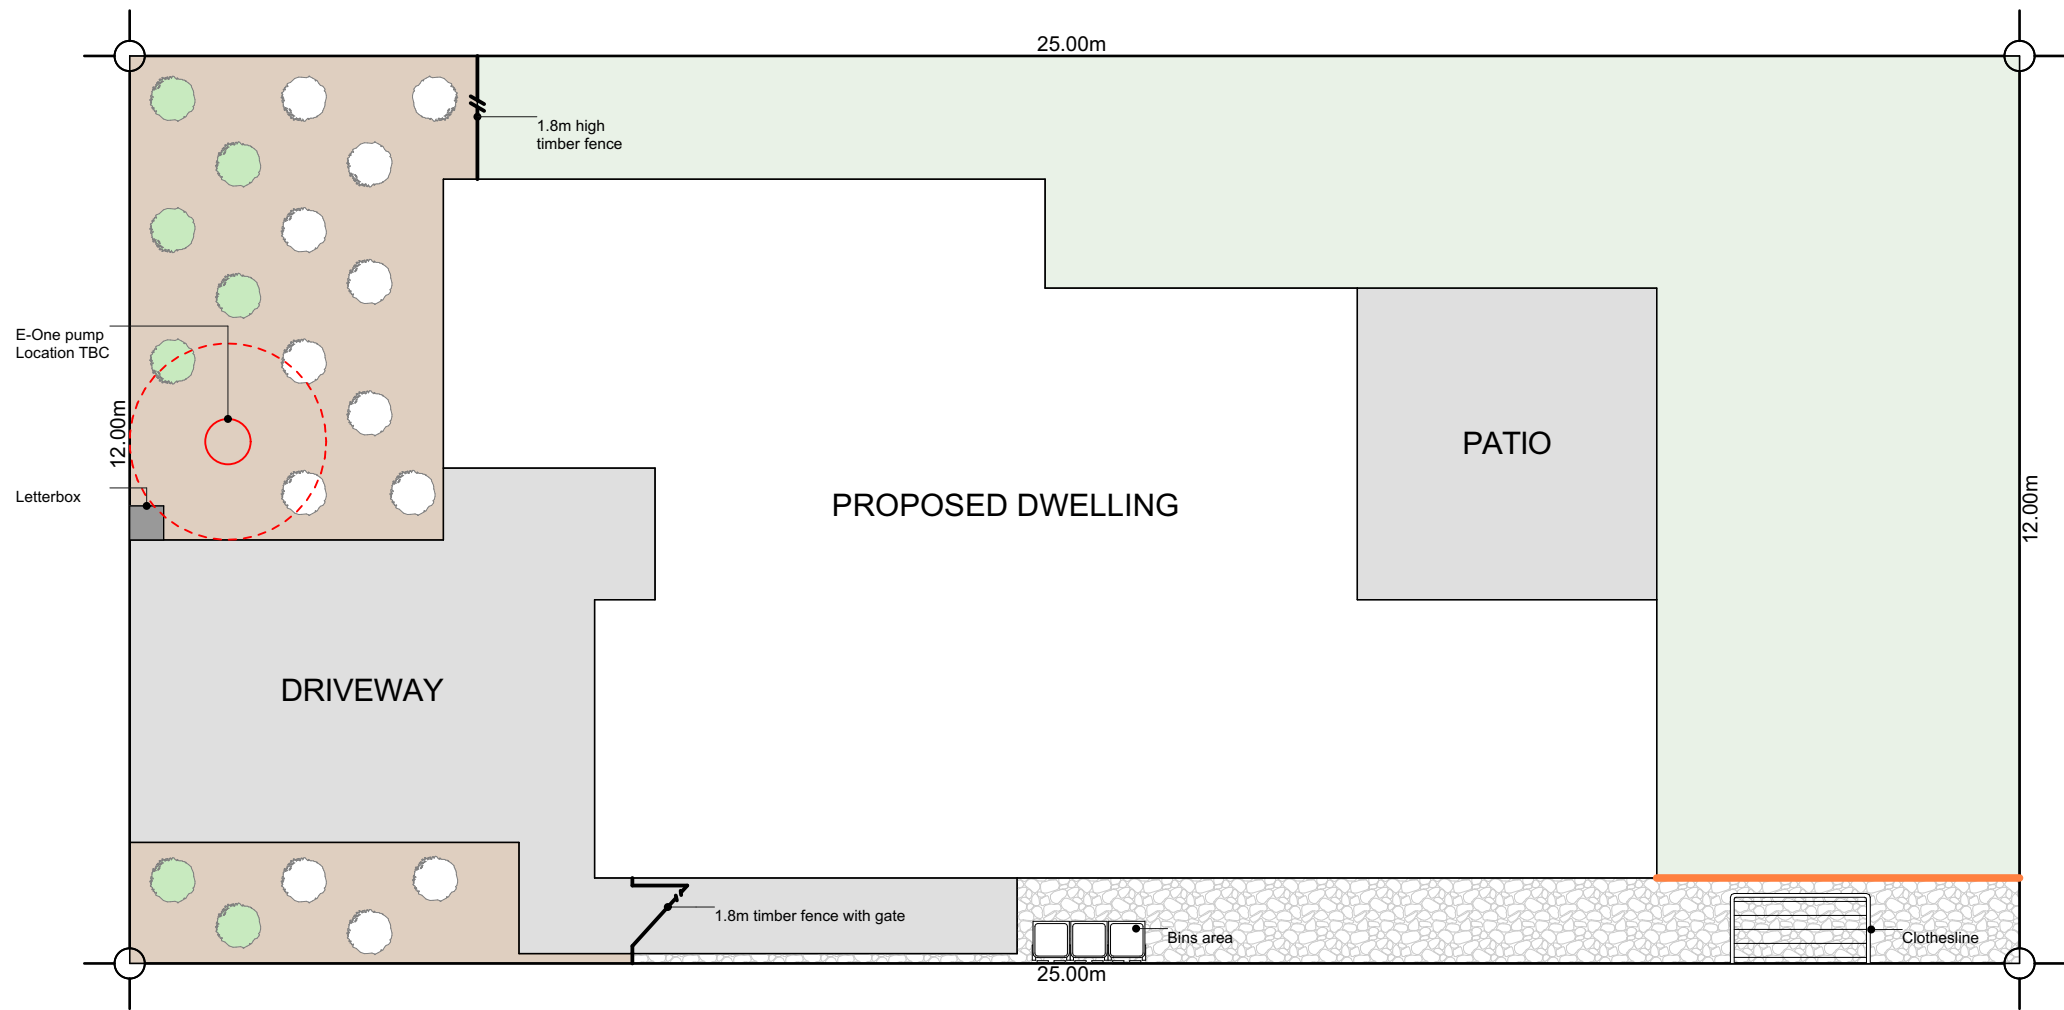 25.00m
1.8m high
timber fence
E-One pump
Location TBC
12.00m
PATIO
Letterbox
PROPOSED DWELLING
12.00m
DRIVEWAY
1.8m timber fence with gate
Bins area
Clothesline
25.00m